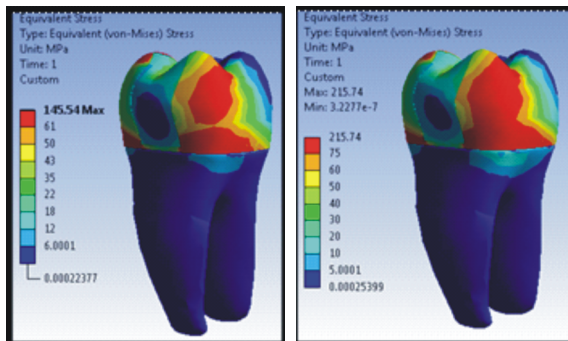 Equivalent Stress
Type: Equivalent (von-Mises) Stress
Unit: MPa
Time: 1
Custom
145.54 Max
61
50
43
35
22
18
12
6.0001
0.00022377
Equivalent Stress
Type: Equivalent (von-Mises) Stress
Unit: MPa
Time: 1
Custom
Max: 215.74
Min: 3.2277e-7
215.74
75
60
50
40
30
20
10
5.0001
0.00025399